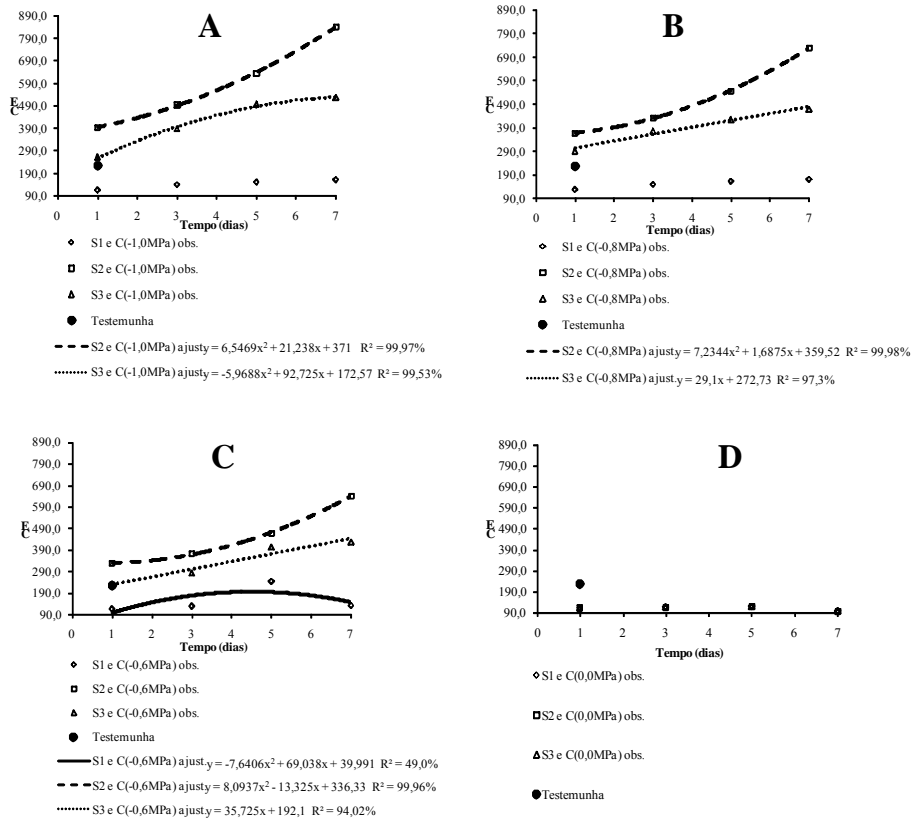 A
890,0
790,0
690,0
590,0
490,0
390,0
290,0
190,0
90,0
EC
0 1 2 3 4 5 6 7
Tempo (dias)
S1 e C(-1,0MPa) obs.
S2 e C(-1,0MPa) obs.
S3 e C(-1,0MPa) obs.
Testemunha
S2 e C(-1,0MPa) ajust.y = 6,5469x² + 21,238x + 371 R² = 99,97%
S3 e C(-1,0MPa) ajust.y = -5,9688x² + 92,725x + 172,57 R² = 99,53%
B
890,0
790,0
690,0
590,0
490,0
390,0
290,0
190,0
90,0
EC
0 1 2 3 4 5 6 7
Tempo (dias)
S1 e C(-0,8MPa) obs.
S2 e C(-0,8MPa) obs.
S3 e C(-0,8MPa) obs.
Testemunha
S2 e C(-0,8MPa) ajust.y = 7,2344x² + 1,6875x + 359,52 R² = 99,98%
S3 e C(-0,8MPa) ajust.y = 29,1x + 272,73 R² = 97,3%
C
890,0
790,0
690,0
590,0
490,0
390,0
290,0
190,0
90,0
EC
0 1 2 3 4 5 6 7
Tempo (dias)
S1 e C(-0,6MPa) obs.
S2 e C(-0,6MPa) obs.
S3 e C(-0,6MPa) obs.
Testemunha
S1 e C(-0,6MPa) ajust.y = -7,6406x² + 69,038x + 39,991 R² = 49,0%
S2 e C(-0,6MPa) ajust.y = 8,0937x² - 13,325x + 336,33 R² = 99,96%
S3 e C(-0,6MPa) ajust.y = 35,725x + 192,1 R² = 94,02%
D
890,0
790,0
690,0
590,0
490,0
390,0
290,0
190,0
90,0
EC
0 1 2 3 4 5 6 7
Tempo (dias)
S1 e C(0,0MPa) obs.
S2 e C(0,0MPa) obs.
S3 e C(0,0MPa) obs.
Testemunha